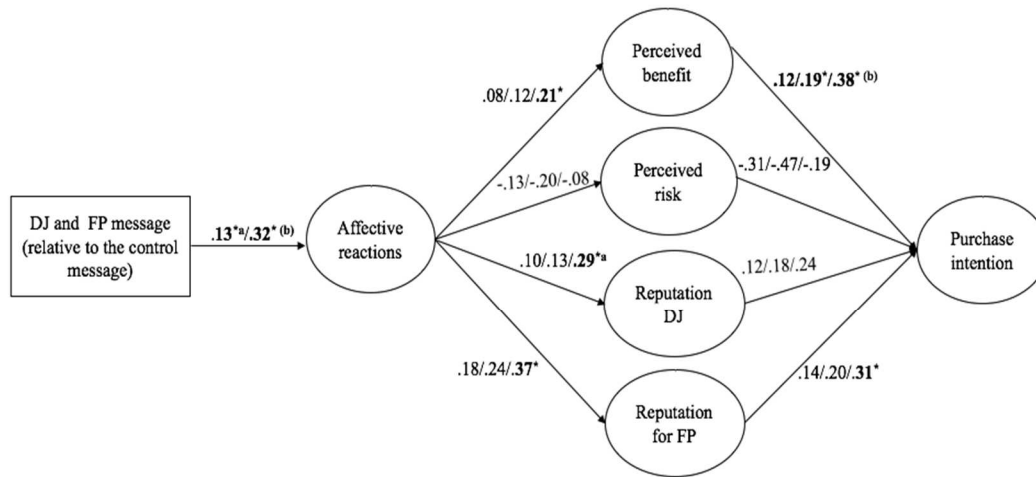 Perceived
benefit
.08/.12/.21*
.12/.19*/.38* (b)
Perceived
risk
-.13/-.20/-.08
-.31/-.47/-.19
DJ and FP message
(relative to the control
message)
.13*a/.32* (b)
Affective
reactions
Purchase
intention
.10/.13/.29*a
.12/.18/.24
Reputation
DJ
.18/.24/.37*
.14/.20/.31*
Reputation
for FP